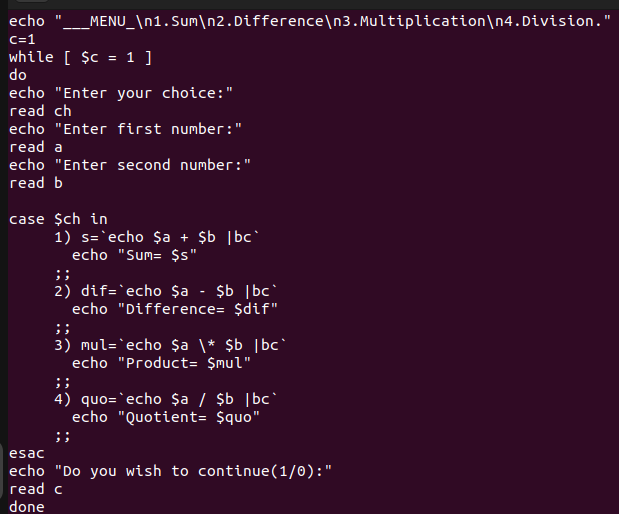 echo "___MENU_\n1.Sum\n2.Difference\n3.Multiplication\n4.Division."
c=1
while [ $c = 1 ]
do
echo "Enter your choice:"
read ch
echo "Enter first number:"
read a
echo "Enter second number:"
read b

case $ch in
     1) s=`echo $a + $b |bc`
       echo "Sum= $s"
     ;;
     2) dif=`echo $a - $b |bc`
       echo "Difference= $dif"
     ;;
     3) mul=`echo $a \* $b |bc`
       echo "Product= $mul"
     ;;
     4) quo=`echo $a / $b |bc`
       echo "Quotient= $quo"
     ;;
esac
echo "Do you wish to continue(1/0):"
read c
done